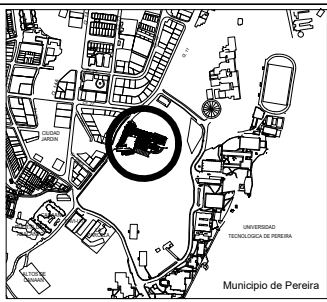 CIUDAD
JARDIN
UNIVERSIDAD
TECNOLOGICA DE PEREIRA
ALTOS DE
CANAAN
Municipio de Pereira